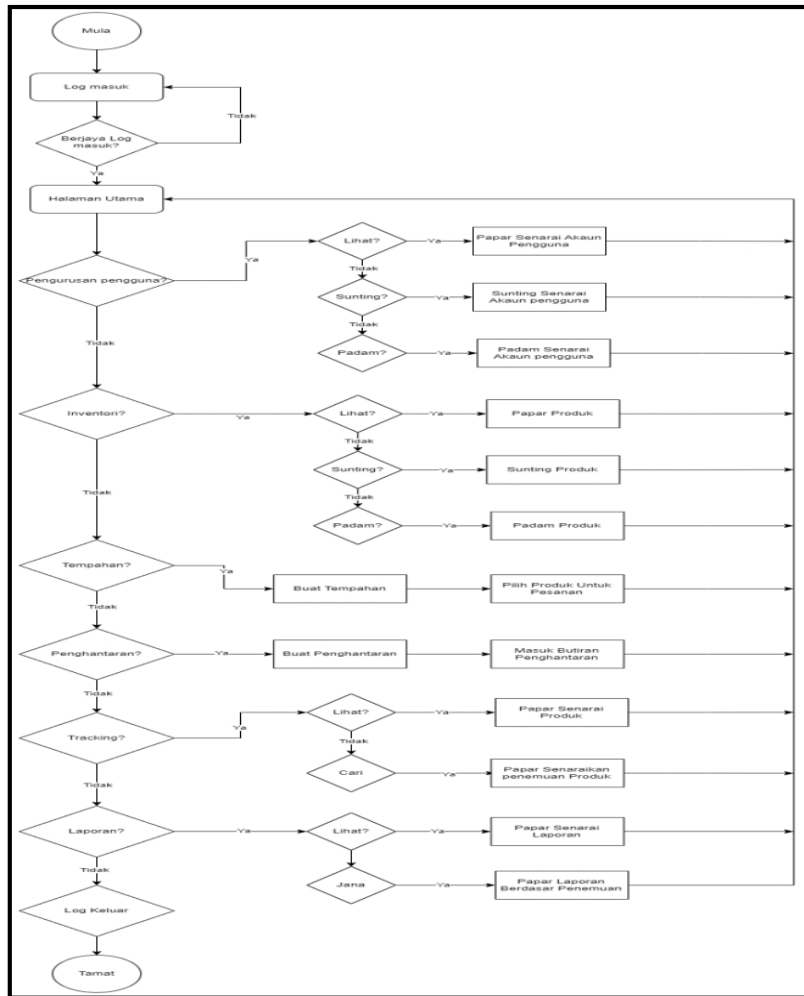 Mula
Log masuk
Tidak
Berjaya Log
masuk?
Ya
Halaman Utama
Pengurusan pengguna?
Ya
Lihat?
Ya
Papar Senarai Akaun
Pengguna
Tidak
Sunting?
Ya
Sunting Senarai
Akaun pengguna
Tidak
Padam?
Ya
Padam Senarai
Akaun pengguna
Tidak
Inventori?
Ya
Lihat?
Ya
Papar Produk
Tidak
Sunting?
Ya
Sunting Produk
Tidak
Padam?
Ya
Padam Produk
Tidak
Tempahan?
Ya
Buat Tempahan
Pilih Produk Untuk
Pesanan
Tidak
Penghantaran?
Ya
Buat Penghantaran
Masuk Butiran
Penghantaran
Tidak
Tracking?
Ya
Lihat?
Ya
Papar Senarai
Produk
Tidak
Cari
Ya
Papar Senaraikan
penemuan Produk
Tidak
Laporan?
Ya
Lihat?
Ya
Papar Senarai
Laporan
Jana
Ya
Papar Laporan
Berdasar Penemuan
Tidak
Log Keluar
Tamat